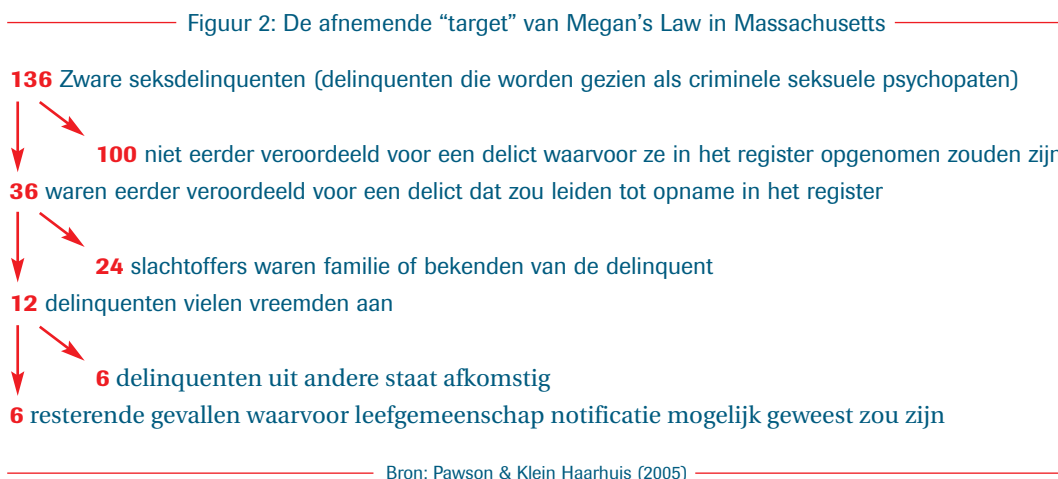 Figuur 2: De afnemende “target” van Megan’s Law in Massachusetts
136 Zware seksdelinquenten (delinquenten die worden gezien als criminele seksuele psychopaten)
100 niet eerder veroordeeld voor een delict waarvoor ze in het register opgenomen zouden zijn
36 waren eerder veroordeeld voor een delict dat zou leiden tot opname in het register
24 slachtoffers waren familie of bekenden van de delinquent
12 delinquenten vielen vreemden aan
6 delinquenten uit andere staat afkomstig
6 resterende gevallen waarvoor leefgemeenschap notificatie mogelijk geweest zou zijn
Bron: Pawson & Klein Haarhuis (2005)